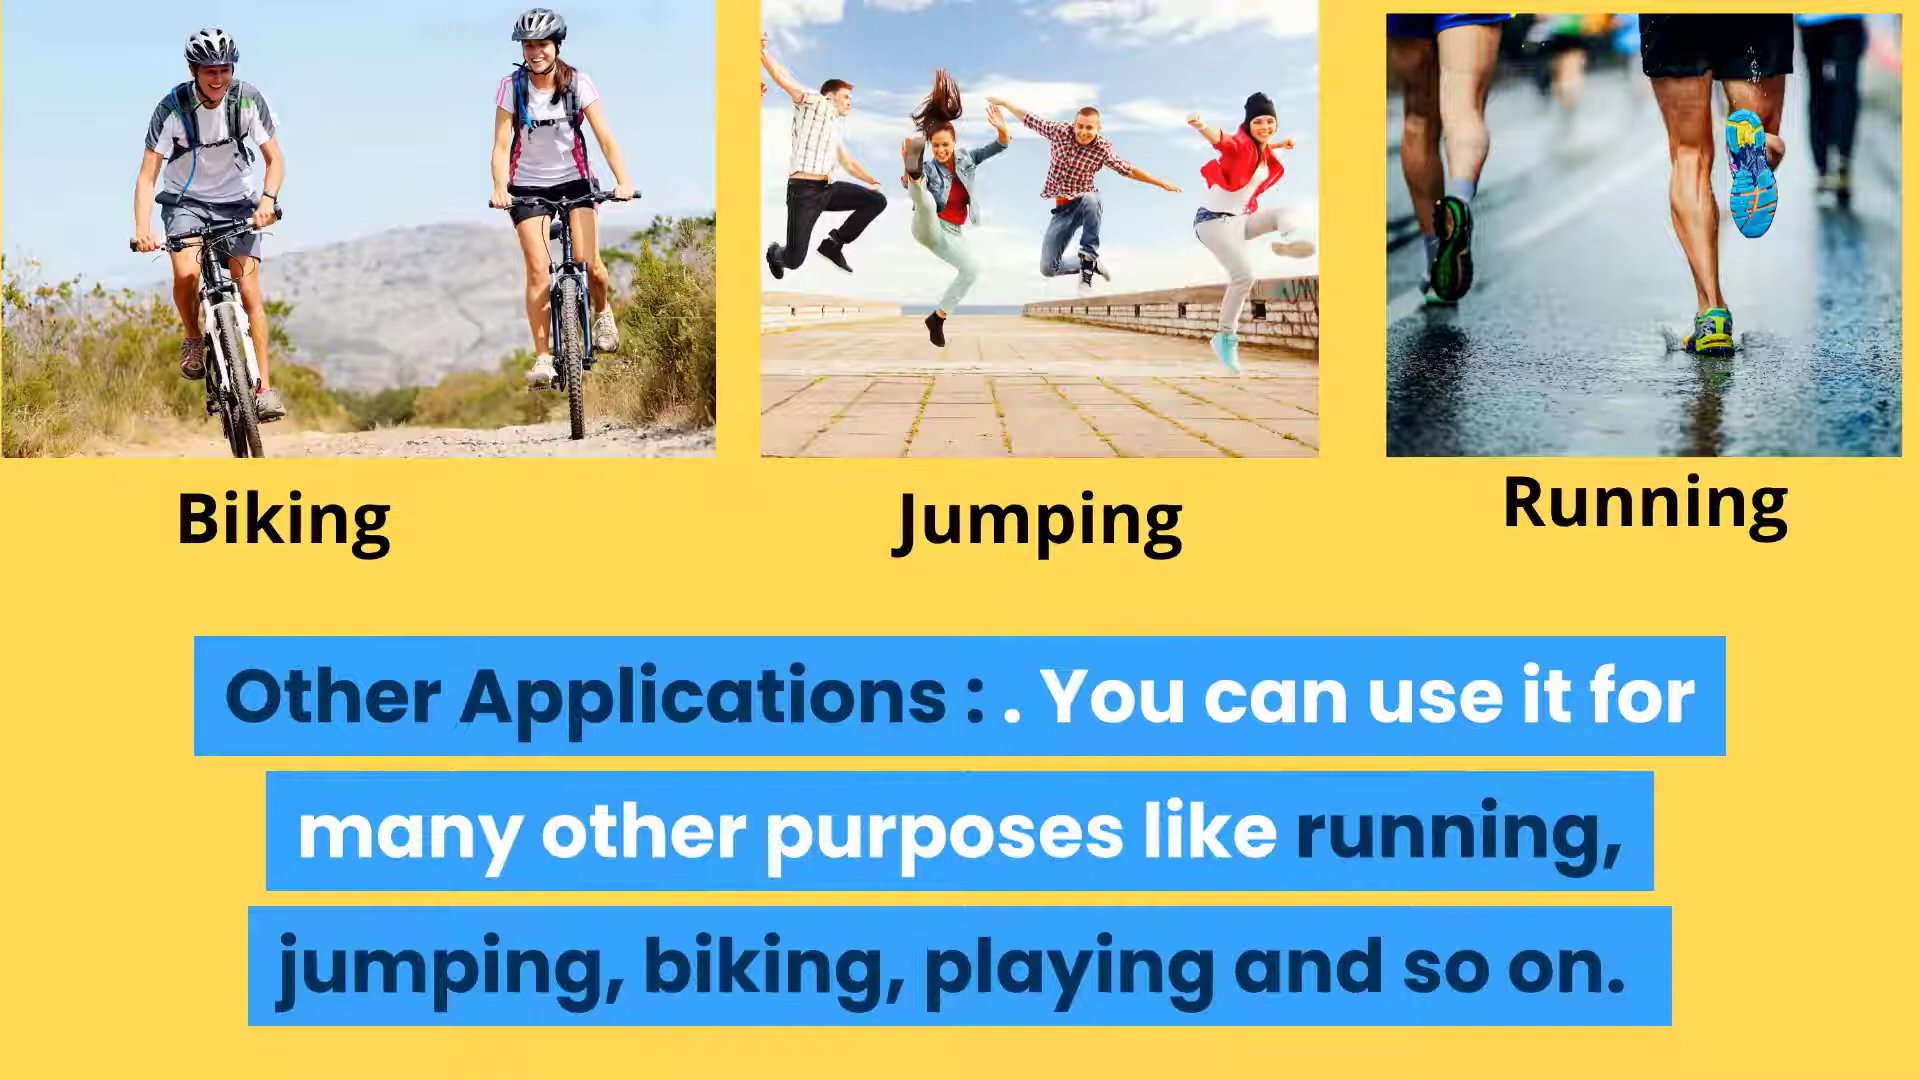 Biking
Jumping
Running
Other Applications : . You can use it for
many other purposes like running,
jumping, biking, playing and so on.